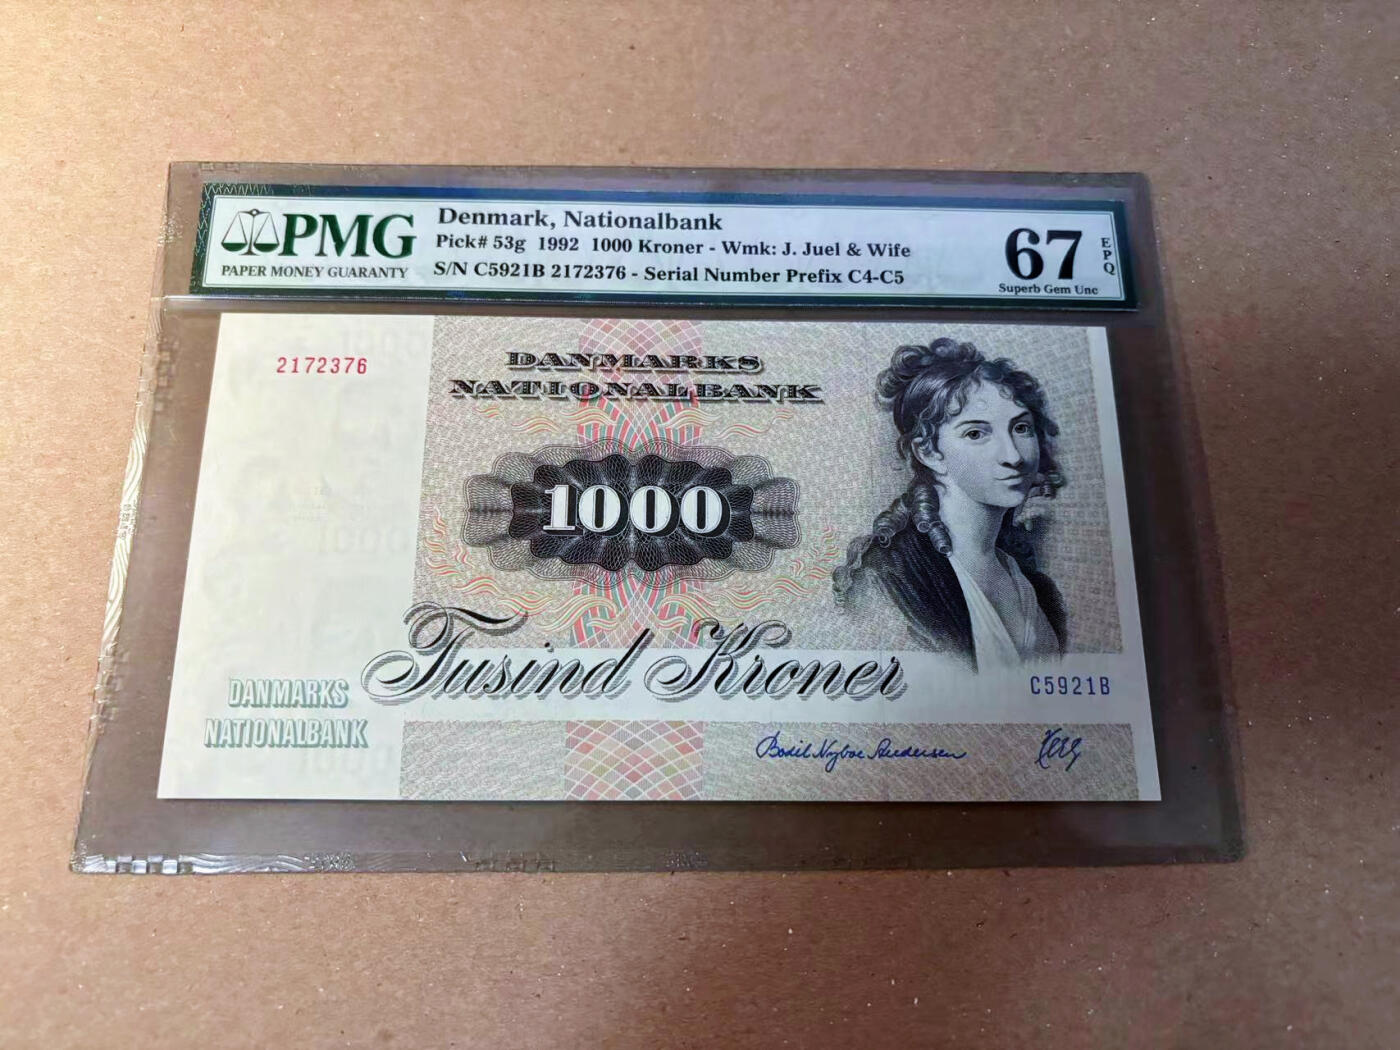 PMG
PAPER MONEY GUARANTY
Denmark, Nationalbank
Pick# 53g 1992 1000 Kroner - Wmk: J. Juel & Wife
S/N C5921B 2172376 - Serial Number Prefix C4-C5
67
EPQ
Superb Gem Unc
2172376
DANMARKS
NATIONALBANK
1000
Tusind Kroner
DANMARKS
NATIONALBANK
C5921B
Bodil Nyboe Andersen